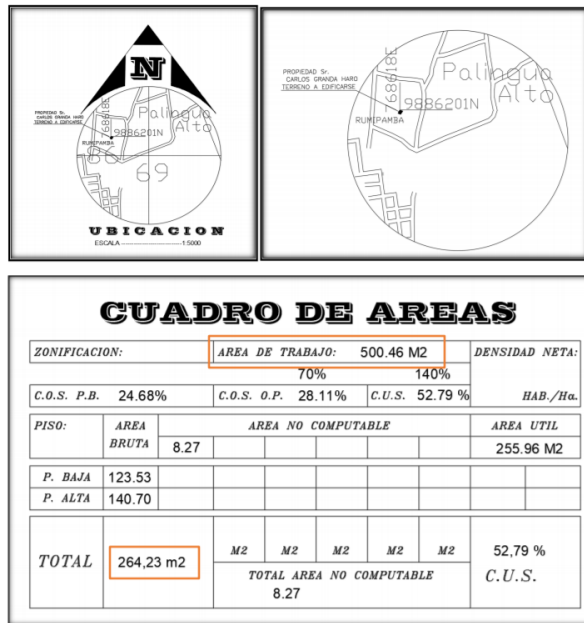 N
PROPIEDAD Sr.
CARLOS GRANDA HARO
TERRENO A EDIFICARSE
768618E
Palingua
Alto
9886201N
RUMIPAMBA
69
UBICACION
ESCALA 1:5000
PROPIEDAD Sr.
CARLOS GRANDA HARO
TERRENO A EDIFICARSE
768618E
Palingua
Alto
9886201N
RUMIPAMBA
CUADRO DE AREAS
ZONIFICACION: AREA DE TRABAJO: 500.46 M2 DENSIDAD NETA:
70% 140%
C.O.S. P.B. 24.68% C.O.S. O.P. 28.11% C.U.S. 52.79 % HAB./Ha.
PISO: AREA BRUTA AREA NO COMPUTABLE AREA UTIL
8.27 255.96 M2
P. BAJA 123.53
P. ALTA 140.70
TOTAL 264,23 m2 M2 M2 M2 M2 M2 52,79 %
TOTAL AREA NO COMPUTABLE C.U.S.
8.27